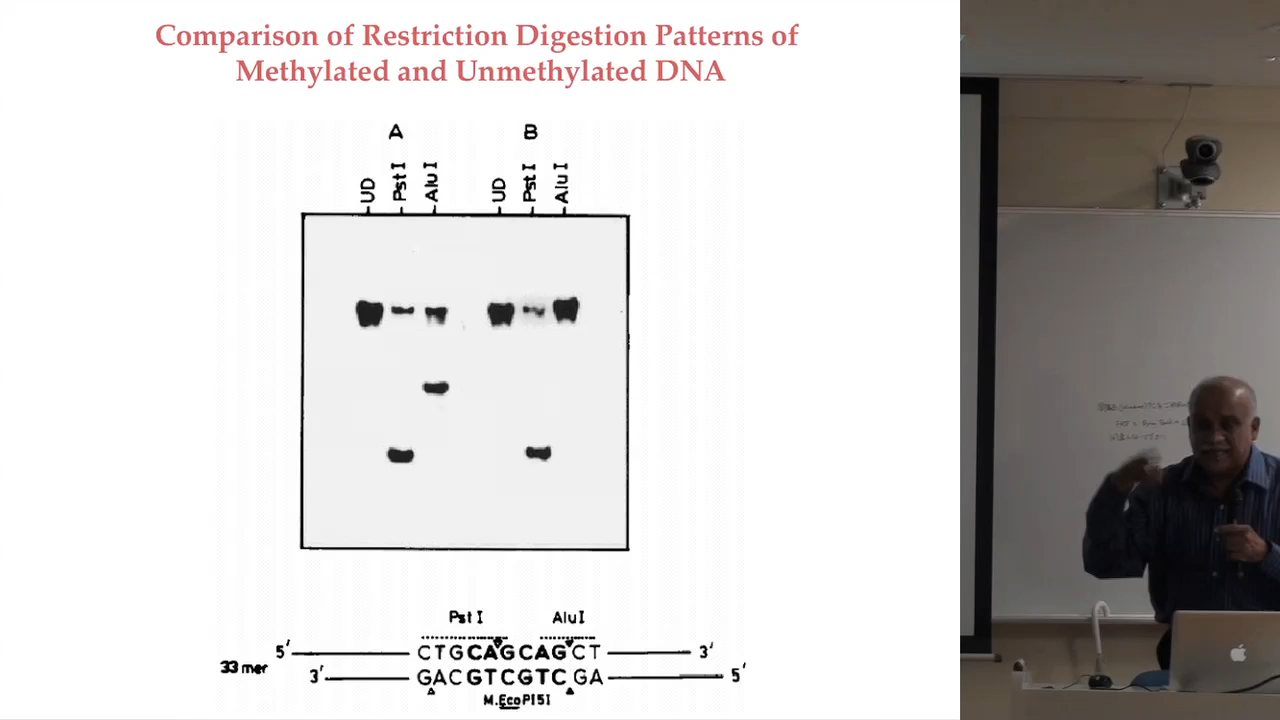 Comparison of Restriction Digestion Patterns of
Methylated and Unmethylated DNA
A B
UD Pst I Alu I UD Pst I Alu I
Pst I Alu I
5' CTGCAGCAGCT 3'
33 mer
3' GACGTCGTCGA 5'
M.EcoP15I